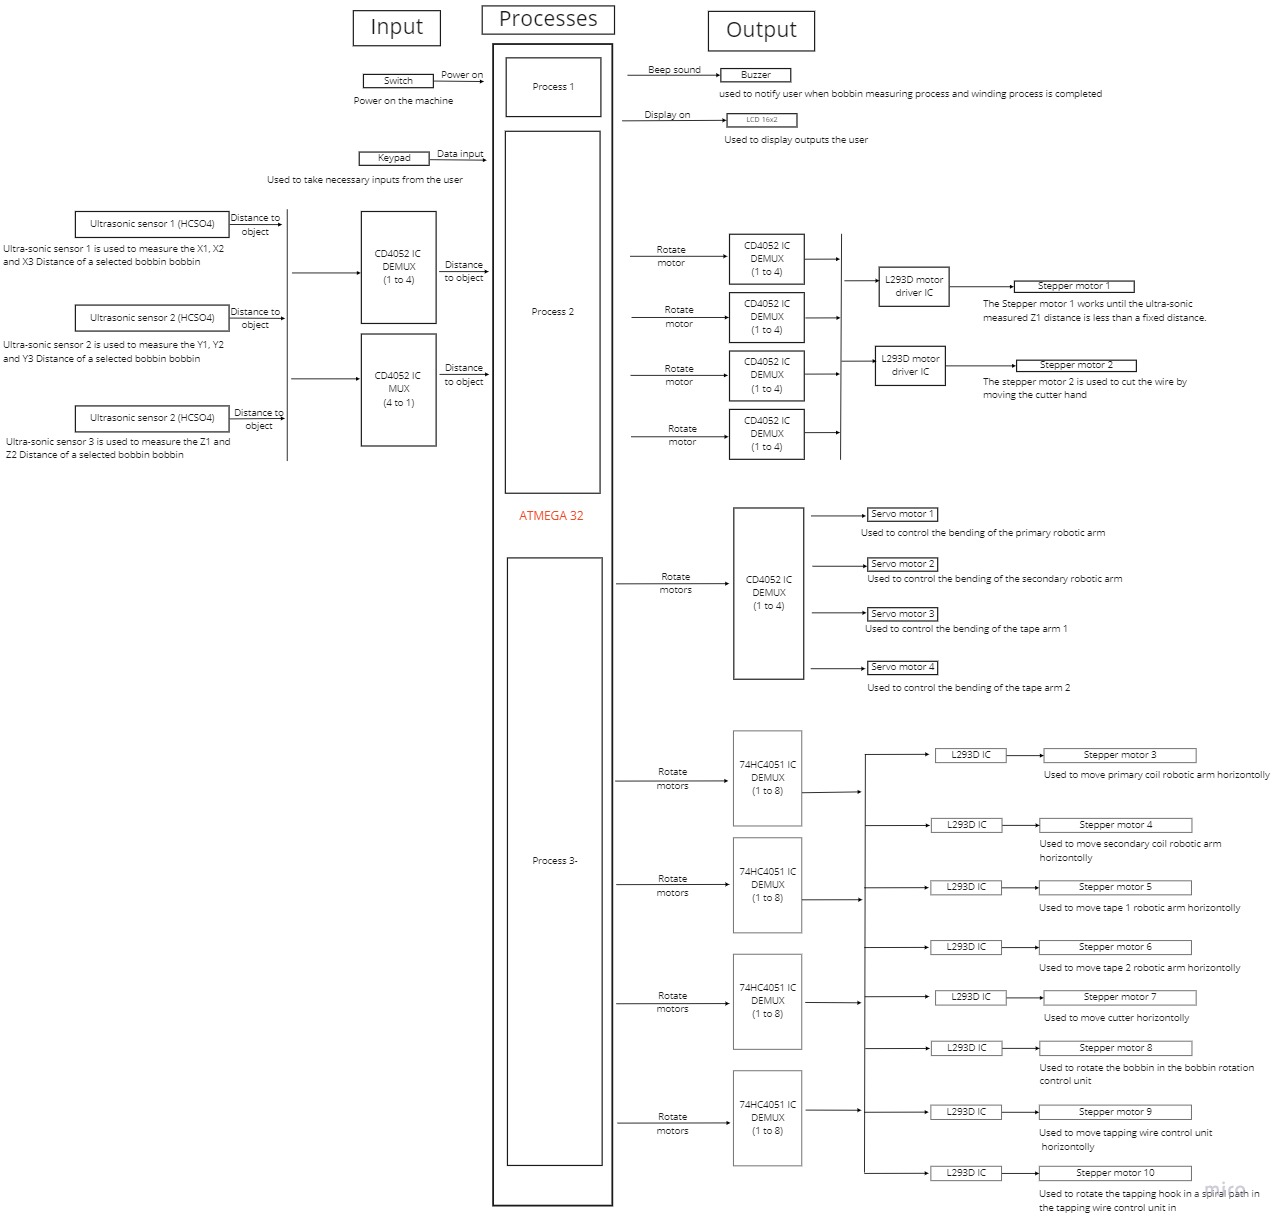 Input
Processes
Output
Switch
Power on
Power on the machine
Keypad
Data input
Used to take necessary inputs from the user
Ultrasonic sensor 1 (HCSO4)
Distance to
object
Ultra-sonic sensor 1 is used to measure the X1, X2
and X3 Distance of a selected bobbin bobbin
Ultrasonic sensor 2 (HCSO4)
Distance to
object
Ultra-sonic sensor 2 is used to measure the Y1, Y2
and Y3 Distance of a selected bobbin bobbin
Ultrasonic sensor 2 (HCSO4)
Distance to
object
Ultra-sonic sensor 3 is used to measure the Z1 and
Z2 Distance of a selected bobbin bobbin
CD4052 IC
DEMUX
(1 to 4)
Distance
to object
CD4052 IC
MUX
(4 to 1)
Distance
to object
Process 1
Process 2
ATMEGA 32
Process 3-
Beep sound
Buzzer
used to notify user when bobbin measuring process and winding process is completed
Display on
LCD 16x2
Used to display outputs the user
Rotate
motor
CD4052 IC
DEMUX
(1 to 4)
Rotate
motor
CD4052 IC
DEMUX
(1 to 4)
Rotate
motor
CD4052 IC
DEMUX
(1 to 4)
Rotate
motor
CD4052 IC
DEMUX
(1 to 4)
L293D motor
driver IC
Stepper motor 1
The Stepper motor 1 works until the ultra-sonic
measured Z1 distance is less than a fixed distance.
L293D motor
driver IC
Stepper motor 2
The stepper motor 2 is used to cut the wire by
moving the cutter hand
Rotate
motors
CD4052 IC
DEMUX
(1 to 4)
Servo motor 1
Used to control the bending of the primary robotic arm
Servo motor 2
Used to control the bending of the secondary robotic arm
Servo motor 3
Used to control the bending of the tape arm 1
Servo motor 4
Used to control the bending of the tape arm 2
Rotate
motors
74HC4051 IC
DEMUX
(1 to 8)
Rotate
motors
74HC4051 IC
DEMUX
(1 to 8)
Rotate
motors
74HC4051 IC
DEMUX
(1 to 8)
Rotate
motors
74HC4051 IC
DEMUX
(1 to 8)
L293D IC
Stepper motor 3
Used to move primary coil robotic arm horizontolly
L293D IC
Stepper motor 4
Used to move secondary coil robotic arm
horizontolly
L293D IC
Stepper motor 5
Used to move tape 1 robotic arm horizontolly
L293D IC
Stepper motor 6
Used to move tape 2 robotic arm horizontolly
L293D IC
Stepper motor 7
Used to move cutter horizontolly
L293D IC
Stepper motor 8
Used to rotate the bobbin in the bobbin rotation
control unit
L293D IC
Stepper motor 9
Used to move tapping wire control unit
horizontolly
L293D IC
Stepper motor 10
Used to rotate the tapping hook in a spiral path in
the tapping wire control unit in
miro